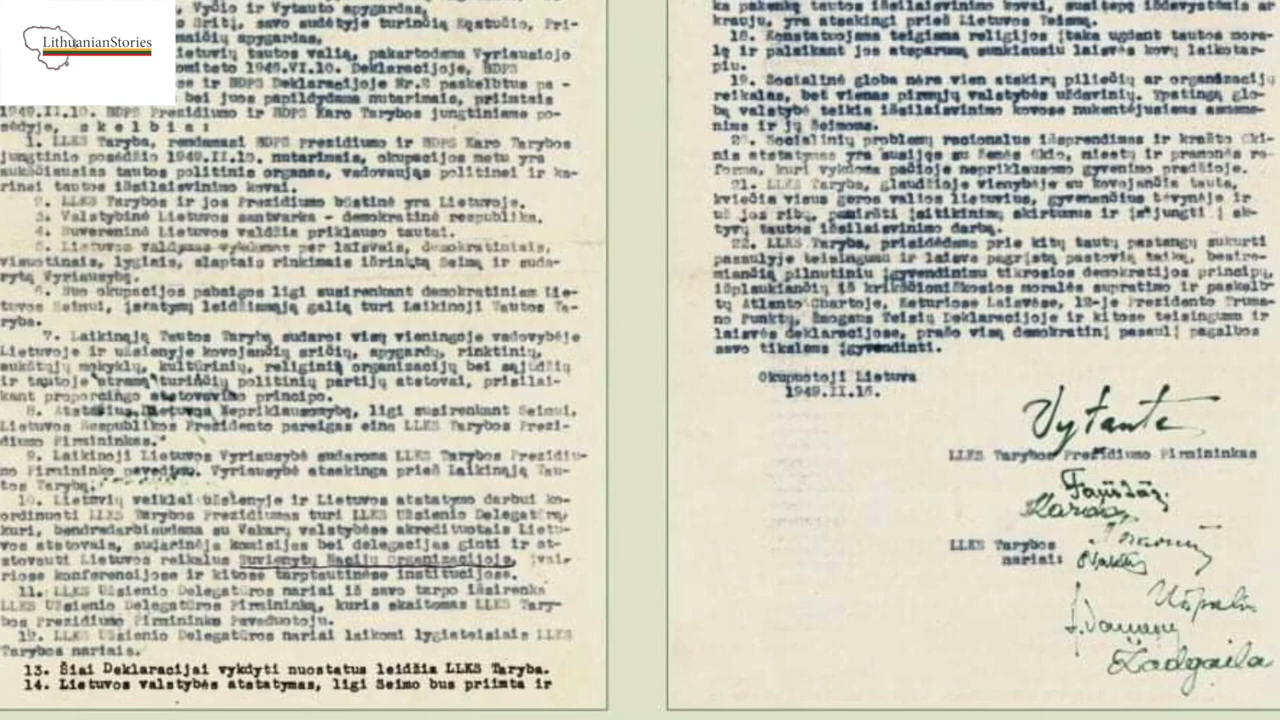 LithuanianStories
Vyčio ir Vytauto apygardas,
Sritį, savo sudėtyje turinčią Kęstučio, Pri-
mačių apygardas,
Lietuvių tautos valią, pakartodama Vyriausiojo
omiteto 1946.VI.10. Deklaracijoje, BDPS
se ir BDPS Deklaracijoje Nr.2 paskelbtus pa -
bei juos papildydama nutarimais, priimtais
1949.II.10. BDPS Prezidiumo ir BDPS Karo Tarybos jungtiniame po-
sėdyje, s k e l b i a :
1. LLKS Taryba, remdamasi BDPS Prezidiumo ir BDPS Karo Tarybos
jungtinio posėdžio 1949.II.10. nutarimais, okupacijos metu yra
aukščiausias tautos politinis organas, vadovaująs politinei ir ka-
rinei tautos išsilaisvinimo kovai.
2. LLKS Tarybos ir jos Prezidiumo būstinė yra Lietuvoje.
3. Valstybinė Lietuvos santvarka - demokratinė respublika.
4. Suvereninė Lietuvos valdžia priklauso tautai.
5. Lietuvos valdymas vykdomas per laisvais, demokratiniais,
visuotinais, lygiais, slaptais rinkimais išrinktą Seimą ir suda-
rytą Vyriausybę.
6. Nuo okupacijos pabaigos ligi susirenkant demokratiniam Lie-
tuvos Seimui, įstatymų leidžiamąją galią turi Laikinoji Tautos Ta-
ryba.
7. Laikinąją Tautos Tarybą sudaro: visų vieningoje vadovybėje
Lietuvoje ir užsienyje kovojančių sričių, apygardų, rinktinių,
aukštųjų mokyklų, kultūrinių, religinių organizacijų bei sąjūdžių
ir tautoje atramą turinčių politinių partijų atstovai, prisilai-
kant proporcingo atstovavimo principo.
8. Atstačius Lietuvos Nepriklausomybę, ligi susirenkant Seimui,
Lietuvos Respublikos Prezidento pareigas eina LLKS Tarybos Prezi-
diumo Pirmininkas.
9. Laikinoji Lietuvos Vyriausybė sudaroma LLKS Tarybos Prezidiu-
mo Pirmininko pavedimu. Vyriausybė atsakinga prieš Laikinąją Tau-
tos Tarybą.
10. Lietuvių veiklai užsienyje ir Lietuvos atstatymo darbui ko-
ordinuoti LLKS Tarybos Prezidiumas turi LLKS Užsienio Delegatūrą,
kuri, bendradarbiaudama su Vakarų valstybėse akredituotais Lietu-
vos atstovais, sudarinėja komisijas bei delegacijas ginti ir at-
stovauti Lietuvos reikalus Suvienytų Nacijų Organizacijoje, įvai-
riose konferencijose ir kitose tarptautinėse institucijose.
11. LLKS Užsienio Delegatūros nariai iš savo tarpo išsirenka
LLKS Užsienio Delegatūros Pirmininką, kuris skaitomas LLKS Tary-
bos Prezidiumo Pirmininko Pavaduotoju.
12. LLKS Užsienio Delegatūros nariai laikomi lygiateisiais LLKS
Tarybos nariais.
13. Šiai Deklaracijai vykdyti nuostatus leidžia LLKS Taryba.
14. Lietuvos valstybės atstatymas, ligi Seimo bus priimta ir
ka pakenkę tautos išsilaisvinimo kovai, susitepę išdavystėmis ar
krauju, yra atsakingi prieš Lietuvos Teismą.
18. Konstatuojama teigiama religijos įtaka ugdant tautos mora-
lę ir palaikant jos atsparumą sunkiausiu laisvės kovų laikotar-
piu.
19. Socialinė globa nėra vien atskirų piliečių ar organizacijų
reikalas, bet vienas pirmųjų valstybės uždavinių. Ypatingą glo-
bą valstybė teikia išsilaisvinimo kovose nukentėjusiems asmeni-
nims ir jų šeimoms.
20. Socialinių problemų racionalus išsprendimas ir krašto ūki-
nis atstatymas yra susijęs su žemės ūkio, miestų ir pramonės re-
forma, kuri vykdoma pačioje nepriklausomo gyvenimo pradžioje.
21. LLKS Taryba, glaudžioje vienybėje su kovojančia tauta,
kviečia visus geros valios lietuvius, gyvenančius tėvynėje ir
už jos ribų, pamiršti įsitikinimų skirtumus ir įsijungti į ak-
tyvų tautos išsilaisvinimo darbą.
22. LLKS Taryba, prisidėdama prie kitų tautų pastangų sukurti
pasaulyje teisingumu ir laisve pagrįstą pastovią taiką, besire-
miančią pilnutiniu įgyvendinimu tikrosios demokratijos principų,
išplaukiančių iš krikščioniškosios moralės supratimo ir paskelb-
tų Atlanto Chartoje, Keturiose Laisvėse, 12-je Prezidento Truma-
no Punktų, Žmogaus Teisių Deklaracijoje ir kitose teisingumo ir
laisvės deklaracijose, prašo visą demokratinį pasaulį pagalbos
savo tikslams įgyvendinti.
Okupuotoji Lietuva
1949.II.16.
Vytautas
LLKS Tarybos Prezidiumo Pirmininkas
Faustas
LLKS Tarybos
nariai:
Užpalis
Žadgaila